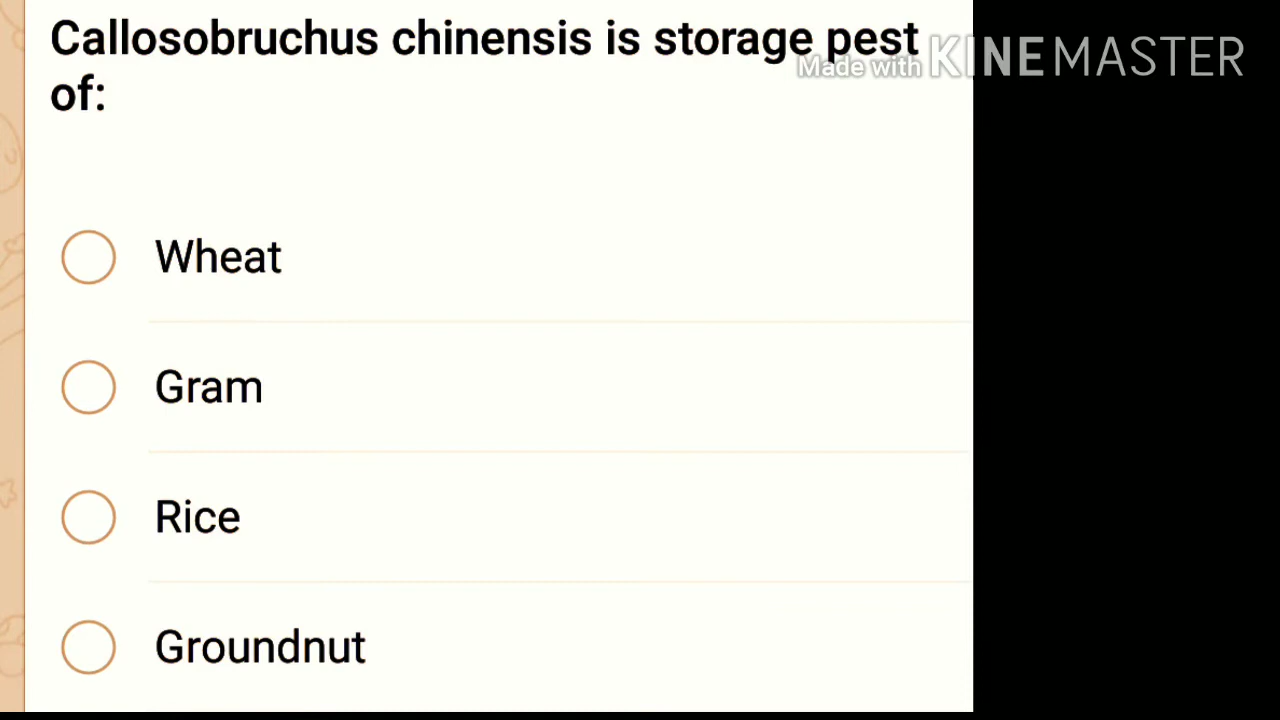 Callosobruchus chinensis is storage pest
of:
Made with KINEMASTER
Wheat
Gram
Rice
Groundnut